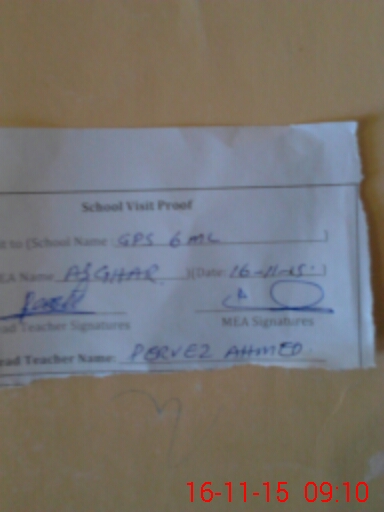 School Visit Proof
it to (School Name GPS 6 ML )
EA Name ASGHAR )(Date: 16-11-15. )
ad Teacher Signatures MEA Signatures
ead Teacher Name: PERVEZ AHMED
16-11-15 09:10